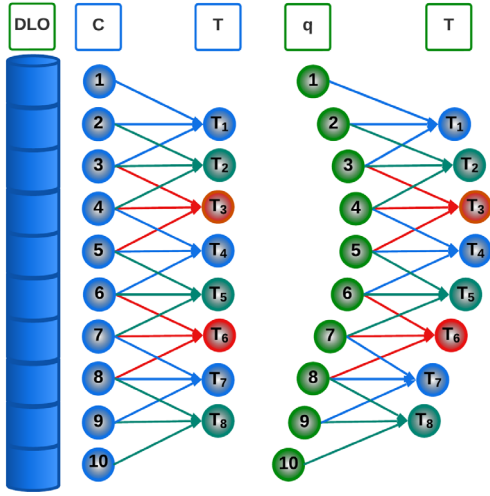 DLO C T q T
1 1
2 T1 2 T1
3 T2 3 T2
4 T3 4 T3
5 T4 5 T4
6 T5 6 T5
7 T6 7 T6
8 T7 8 T7
9 T8 9 T8
10 10